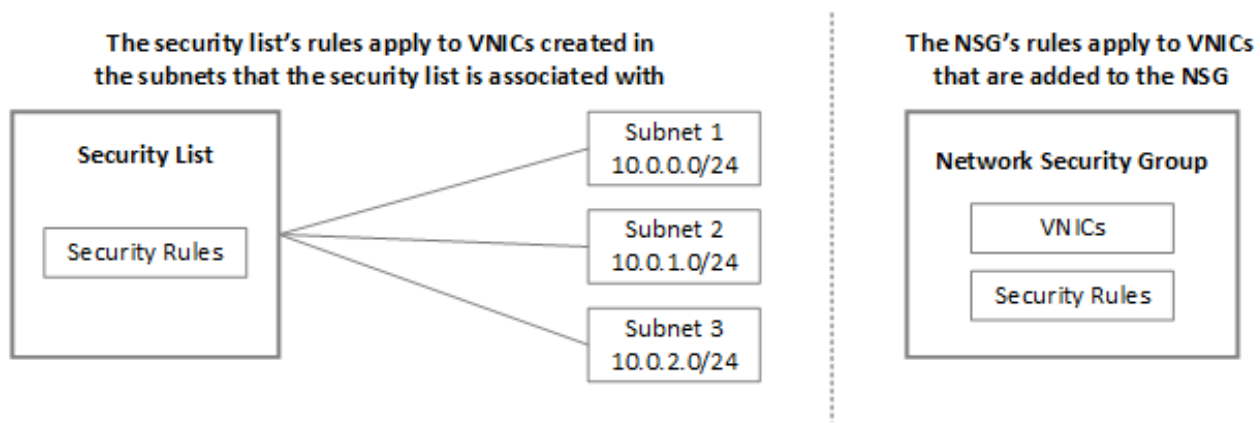 The security list's rules apply to VNICs created in
the subnets that the security list is associated with
Security List
Security Rules
Subnet 1
10.0.0.0/24
Subnet 2
10.0.1.0/24
Subnet 3
10.0.2.0/24
The NSG's rules apply to VNICs
that are added to the NSG
Network Security Group
VNICs
Security Rules